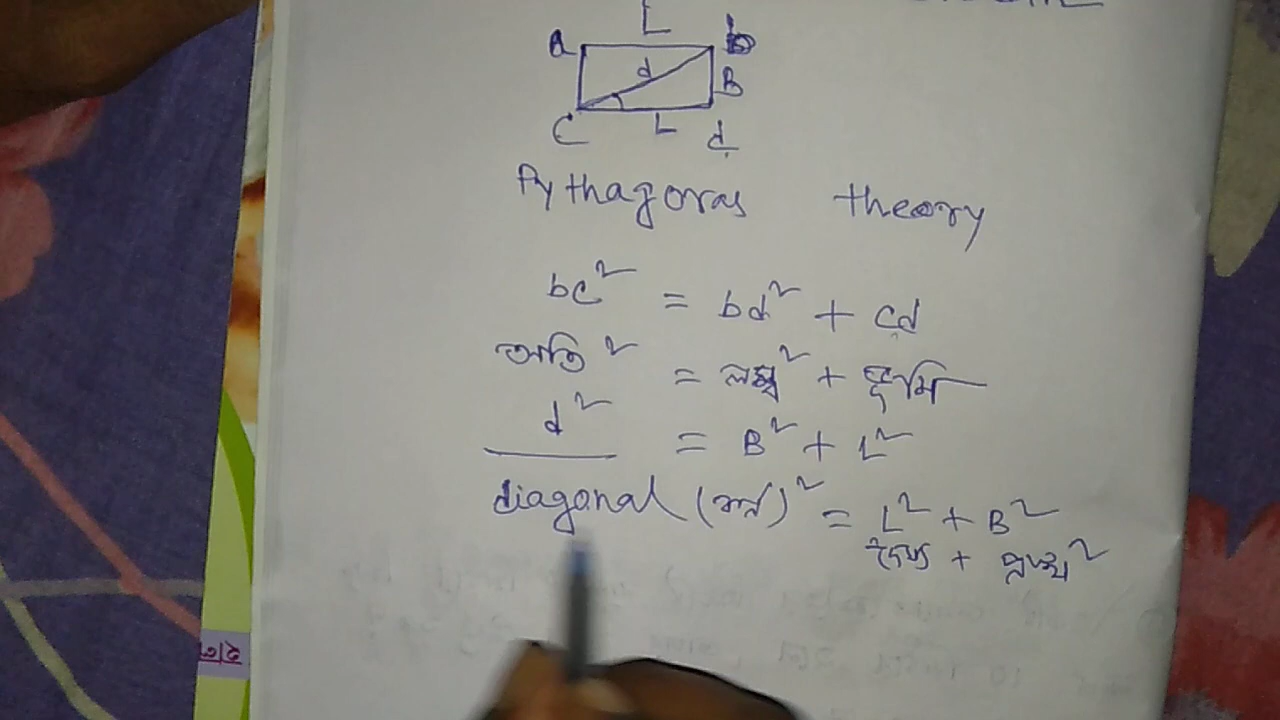 L
a b
d B
C L d
Pythagoras theory
bc² = bd² + cd
অতি ² = লম্ব² + ভূমি
d² = B² + L²
diagonal (কর্ণ)² = L² + B²
দৈর্ঘ্য + প্রস্থ²